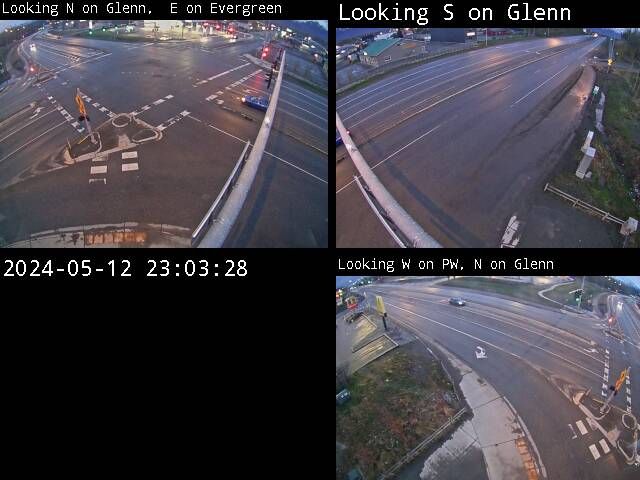 Looking N on Glenn,  E on Evergreen
Looking S on Glenn
2024-05-12 23:03:28
Looking W on PW, N on Glenn